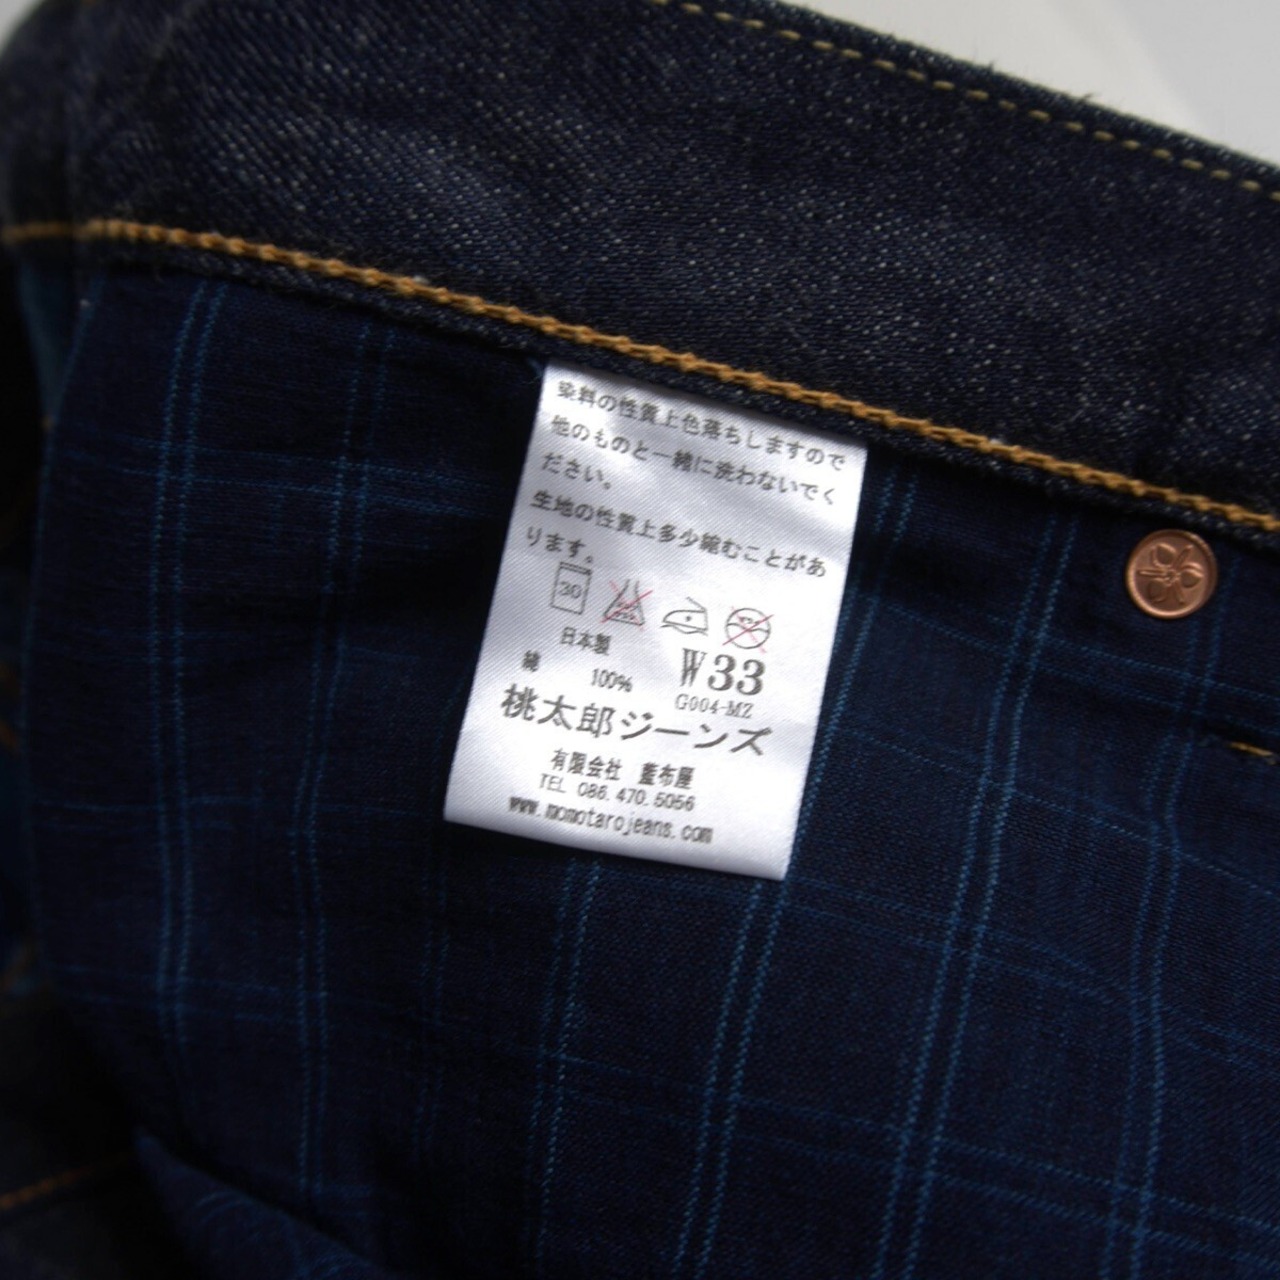 染料の性質上色落ちしますので
他のものと一緒に洗わないでく
ださい。
生地の性質上多少縮むことがあ
ります。
30
日本製
綿 100%
W33
G004-MZ
桃太郎ジーンズ
有限会社 藍布屋
TEL 086.470.5056
www.momotarojeans.com